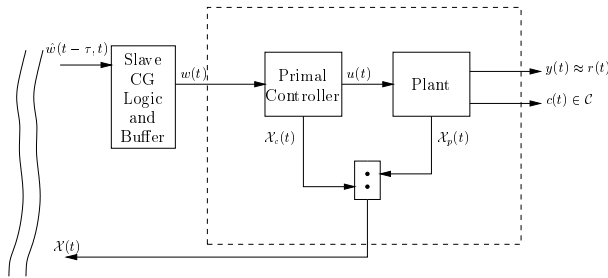 ŵ(t − τ, t)
Slave
CG
Logic
and
Buffer
w(t)
Primal
Controller
u(t)
Plant
y(t) ≈ r(t)
c(t) ∈ 𝒞
𝒳c(t)
𝒳p(t)
𝒳(t)